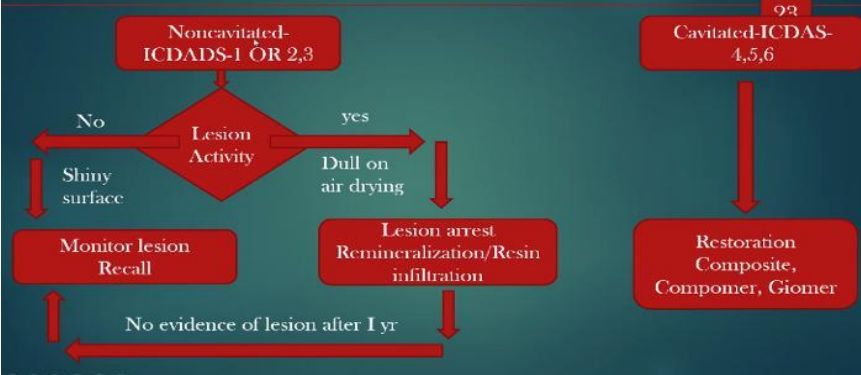 23
Noncavitated-
ICDADS-1 OR 2,3
Cavitated-ICDAS-
4,5,6
No
Lesion
Activity
yes
Shiny
surface
Dull on
air drying
Monitor lesion
Recall
Lesion arrest
Remineralization/Resin
infiltration
Restoration
Composite,
Compomer, Giomer
No evidence of lesion after I yr